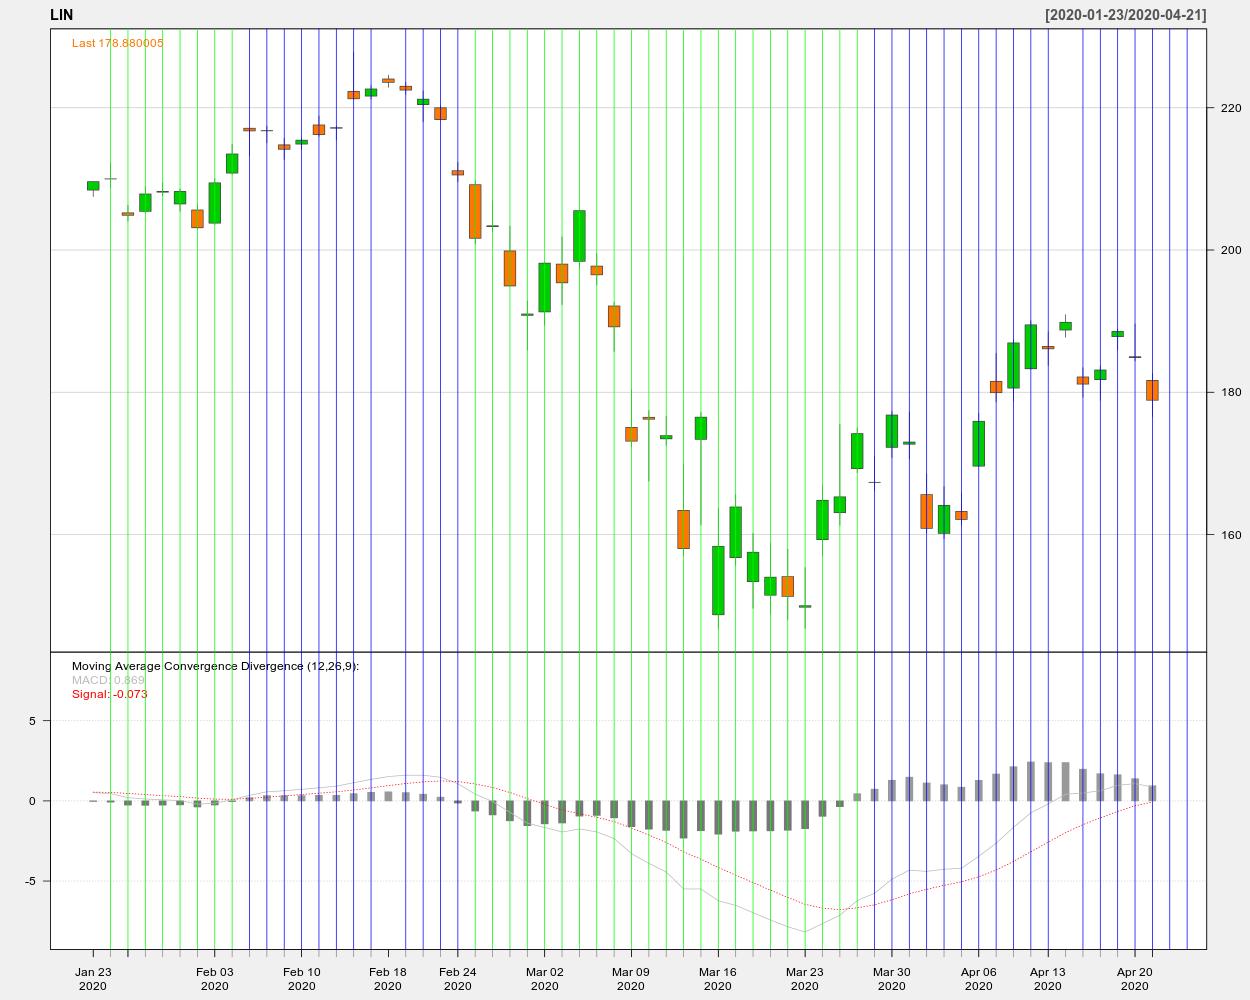 LIN
[2020-01-23/2020-04-21]
Last 178.880005
220
200
180
160
Moving Average Convergence Divergence (12,26,9):
MACD: 0.869
Signal: -0.073
5
0
-5
Jan 23 Feb 03 Feb 10 Feb 18 Feb 24 Mar 02 Mar 09 Mar 16 Mar 23 Mar 30 Apr 06 Apr 13 Apr 20
2020 2020 2020 2020 2020 2020 2020 2020 2020 2020 2020 2020 2020